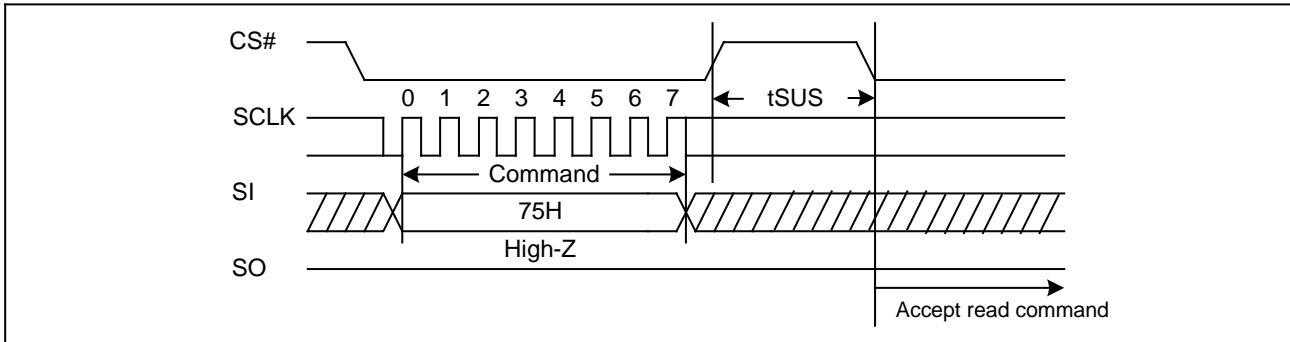 CS#
tSUS
0 1 2 3 4 5 6 7
SCLK
Command
SI
75H
High-Z
SO
Accept read command